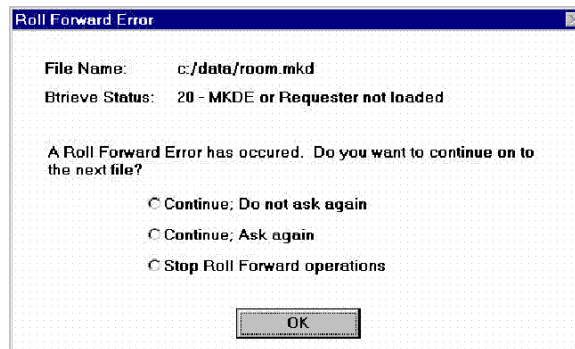 Roll Forward Error
File Name: c:/data/room.mkd
Btrieve Status: 20 - MKDE or Requester not loaded
A Roll Forward Error has occured. Do you want to continue on to
the next file?
Continue; Do not ask again
Continue; Ask again
Stop Roll Forward operations
OK